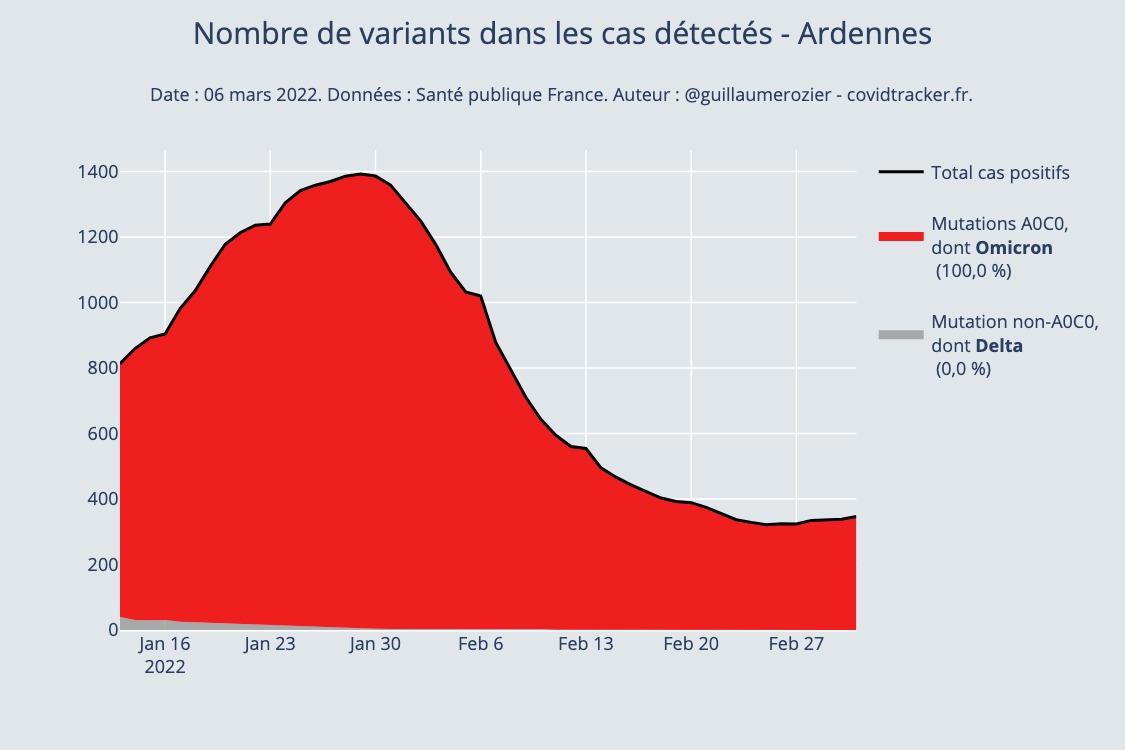 Nombre de variants dans les cas détectés - Ardennes
Date : 06 mars 2022. Données : Santé publique France. Auteur : @guillaumerozier - covidtracker.fr.
1400
1200
1000
800
600
400
200
0
Jan 16
2022
Jan 23
Jan 30
Feb 6
Feb 13
Feb 20
Feb 27
Total cas positifs
Mutations A0C0,
dont Omicron
(100,0 %)
Mutation non-A0C0,
dont Delta
(0,0 %)